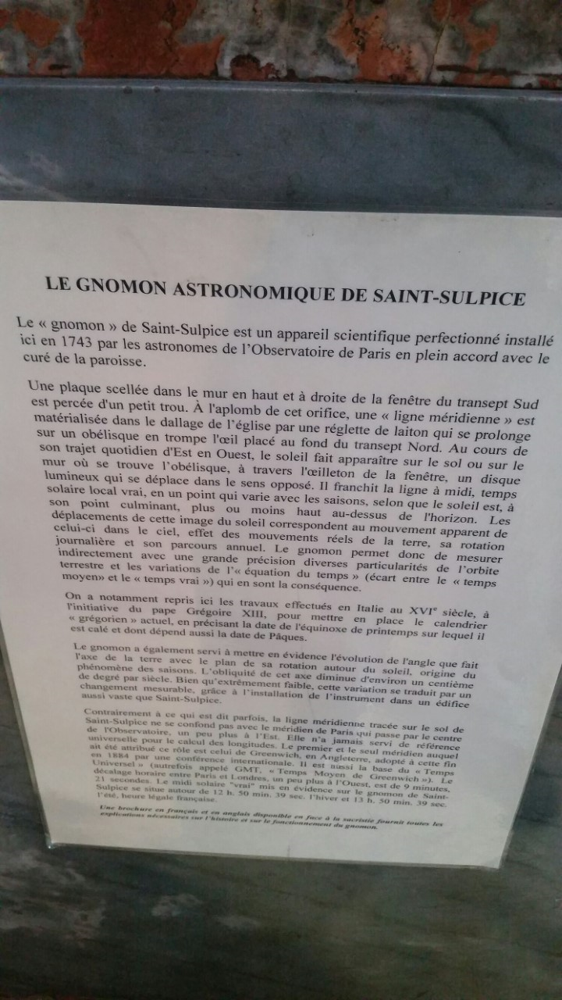 LE GNOMON ASTRONOMIQUE DE SAINT-SULPICE
Le « gnomon » de Saint-Sulpice est un appareil scientifique perfectionné installé
ici en 1743 par les astronomes de l'Observatoire de Paris en plein accord avec le
curé de la paroisse.
Une plaque scellée dans le mur en haut et à droite de la fenêtre du transept Sud
est percée d'un petit trou. À l'aplomb de cet orifice, une « ligne méridienne » est
matérialisée dans le dallage de l'église par une réglette de laiton qui se prolonge
sur un obélisque en trompe l'œil placé au fond du transept Nord. Au cours de
son trajet quotidien d'Est en Ouest, le soleil fait apparaître sur le sol ou sur le
mur où se trouve l'obélisque, à travers l'œilleton de la fenêtre, un disque
lumineux qui se déplace dans le sens opposé. Il franchit la ligne à midi, temps
solaire local vrai, en un point qui varie avec les saisons, selon que le soleil est, à
son point culminant, plus ou moins haut au-dessus de l'horizon. Les
déplacements de cette image du soleil correspondent au mouvement apparent de
celui-ci dans le ciel, effet des mouvements réels de la terre, sa rotation
journalière et son parcours annuel. Le gnomon permet donc de mesurer
indirectement avec une grande précision diverses particularités de l'orbite
terrestre et les variations de l'« équation du temps » (écart entre le « temps
moyen» et le « temps vrai ») qui en sont la conséquence.
On a notamment repris ici les travaux effectués en Italie au XVIe siècle, à
l'initiative du pape Grégoire XIII, pour mettre en place le calendrier
« grégorien » actuel, en précisant la date de l'équinoxe de printemps sur lequel il
est calé et dont dépend aussi la date de Pâques.
Le gnomon a également servi à mettre en évidence l'évolution de l'angle que fait
l'axe de la terre avec le plan de sa rotation autour du soleil, origine du
phénomène des saisons. L'obliquité de cet axe diminue d'environ un centième
de degré par siècle. Bien qu'extrêmement faible, cette variation se traduit par un
changement mesurable, grâce à l'installation de l'instrument dans un édifice
aussi vaste que Saint-Sulpice.
Contrairement à ce qui est dit parfois, la ligne méridienne tracée sur le sol de
Saint-Sulpice ne se confond pas avec le méridien de Paris qui passe par le centre
de l'Observatoire, un peu plus à l'Est. Elle n'a jamais servi de référence
universelle pour le calcul des longitudes. Le premier et le seul méridien auquel
ait été attribué ce rôle est celui de Greenwich, en Angleterre, adopté à cette fin
en 1884 par une conférence internationale. Il est aussi la base du « Temps
Universel » (autrefois appelé GMT, « Temps Moyen de Greenwich »). Le
décalage horaire entre Paris et Londres, un peu plus à l'Ouest, est de 9 minutes,
21 secondes. Le midi solaire "vrai" mis en évidence sur le gnomon de Saint-
Sulpice se situe autour de 12 h. 50 min. 39 sec. l'hiver et 13 h. 50 min. 39 sec.
l'été, heure légale française.
Une brochure en français et en anglais disponible en face à la sacristie fournit toutes les
explications nécessaires sur l'histoire et sur le fonctionnement du gnomon.